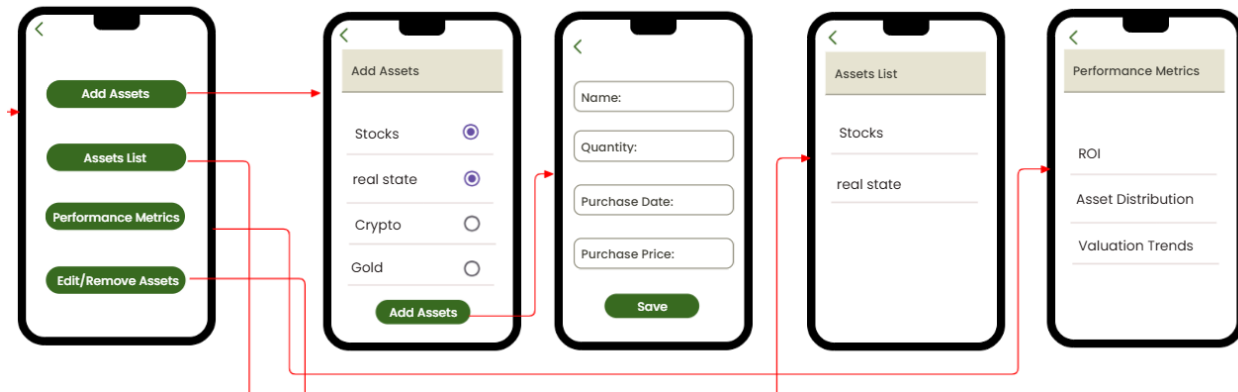 Add Assets
Assets List
Performance Metrics
Edit/Remove Assets
Add Assets
Stocks
real state
Crypto
Gold
Add Assets
Name:
Quantity:
Purchase Date:
Purchase Price:
Save
Assets List
Stocks
real state
Performance Metrics
ROI
Asset Distribution
Valuation Trends